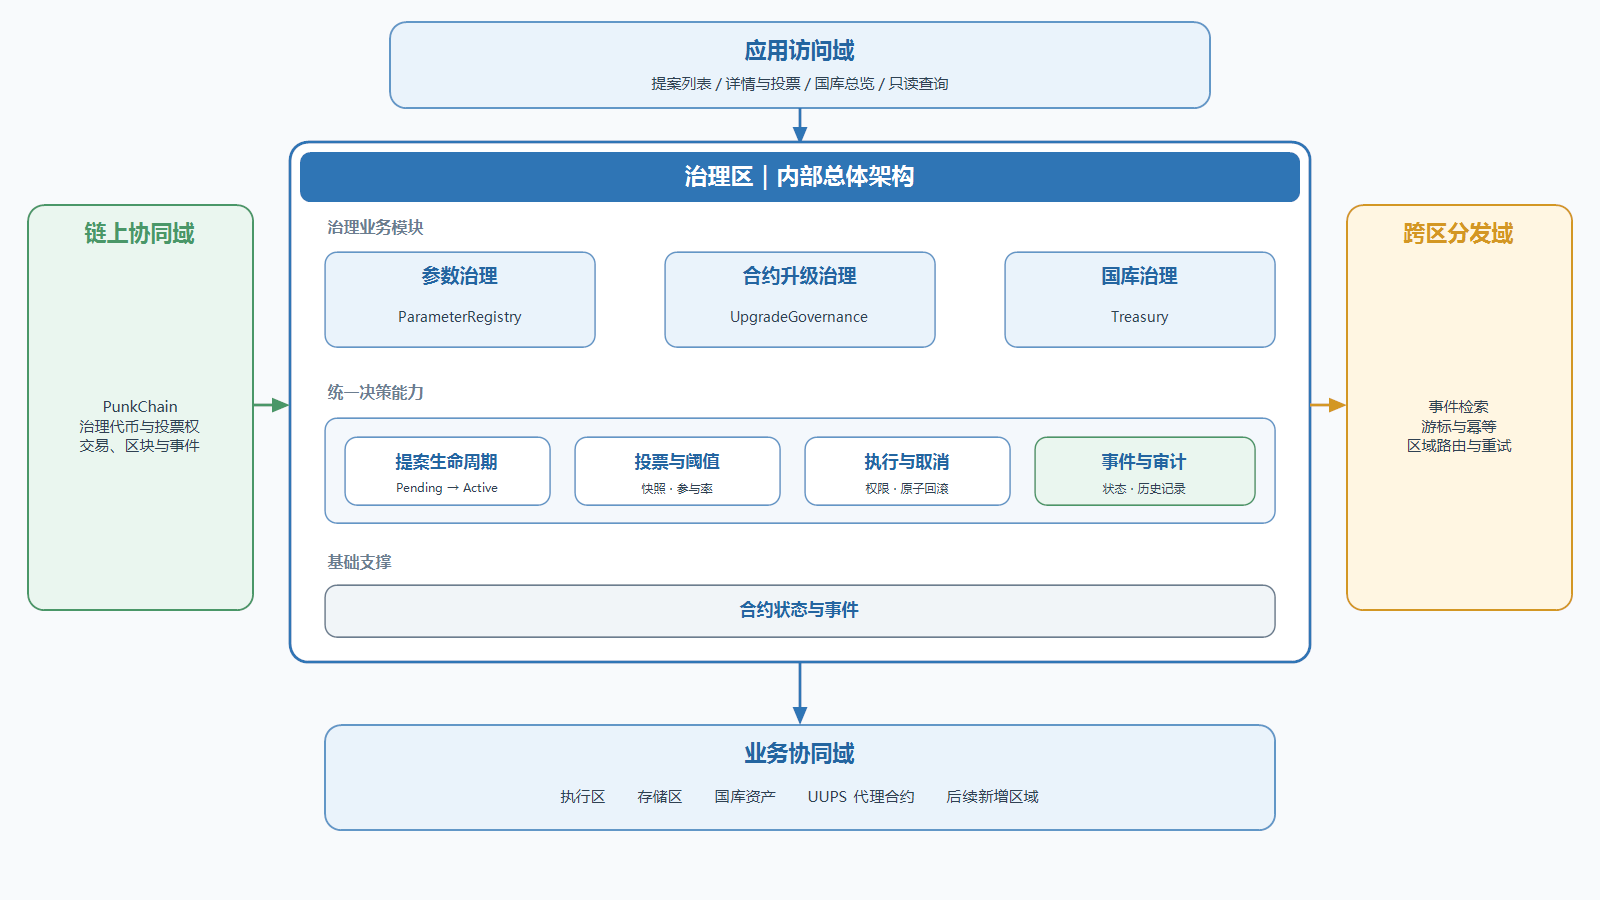 应用访问域
提案列表 / 详情与投票 / 国库总览 / 只读查询
治理区｜内部总体架构
链上协同域
PunkChain
治理代币与投票权
交易、区块与事件
治理业务模块
参数治理
ParameterRegistry
合约升级治理
UpgradeGovernance
国库治理
Treasury
统一决策能力
提案生命周期
Pending → Active
投票与阈值
快照 · 参与率
执行与取消
权限 · 原子回滚
事件与审计
状态 · 历史记录
基础支撑
合约状态与事件
跨区分发域
事件检索
游标与幂等
区域路由与重试
业务协同域
执行区 存储区 国库资产 UUPS 代理合约 后续新增区域